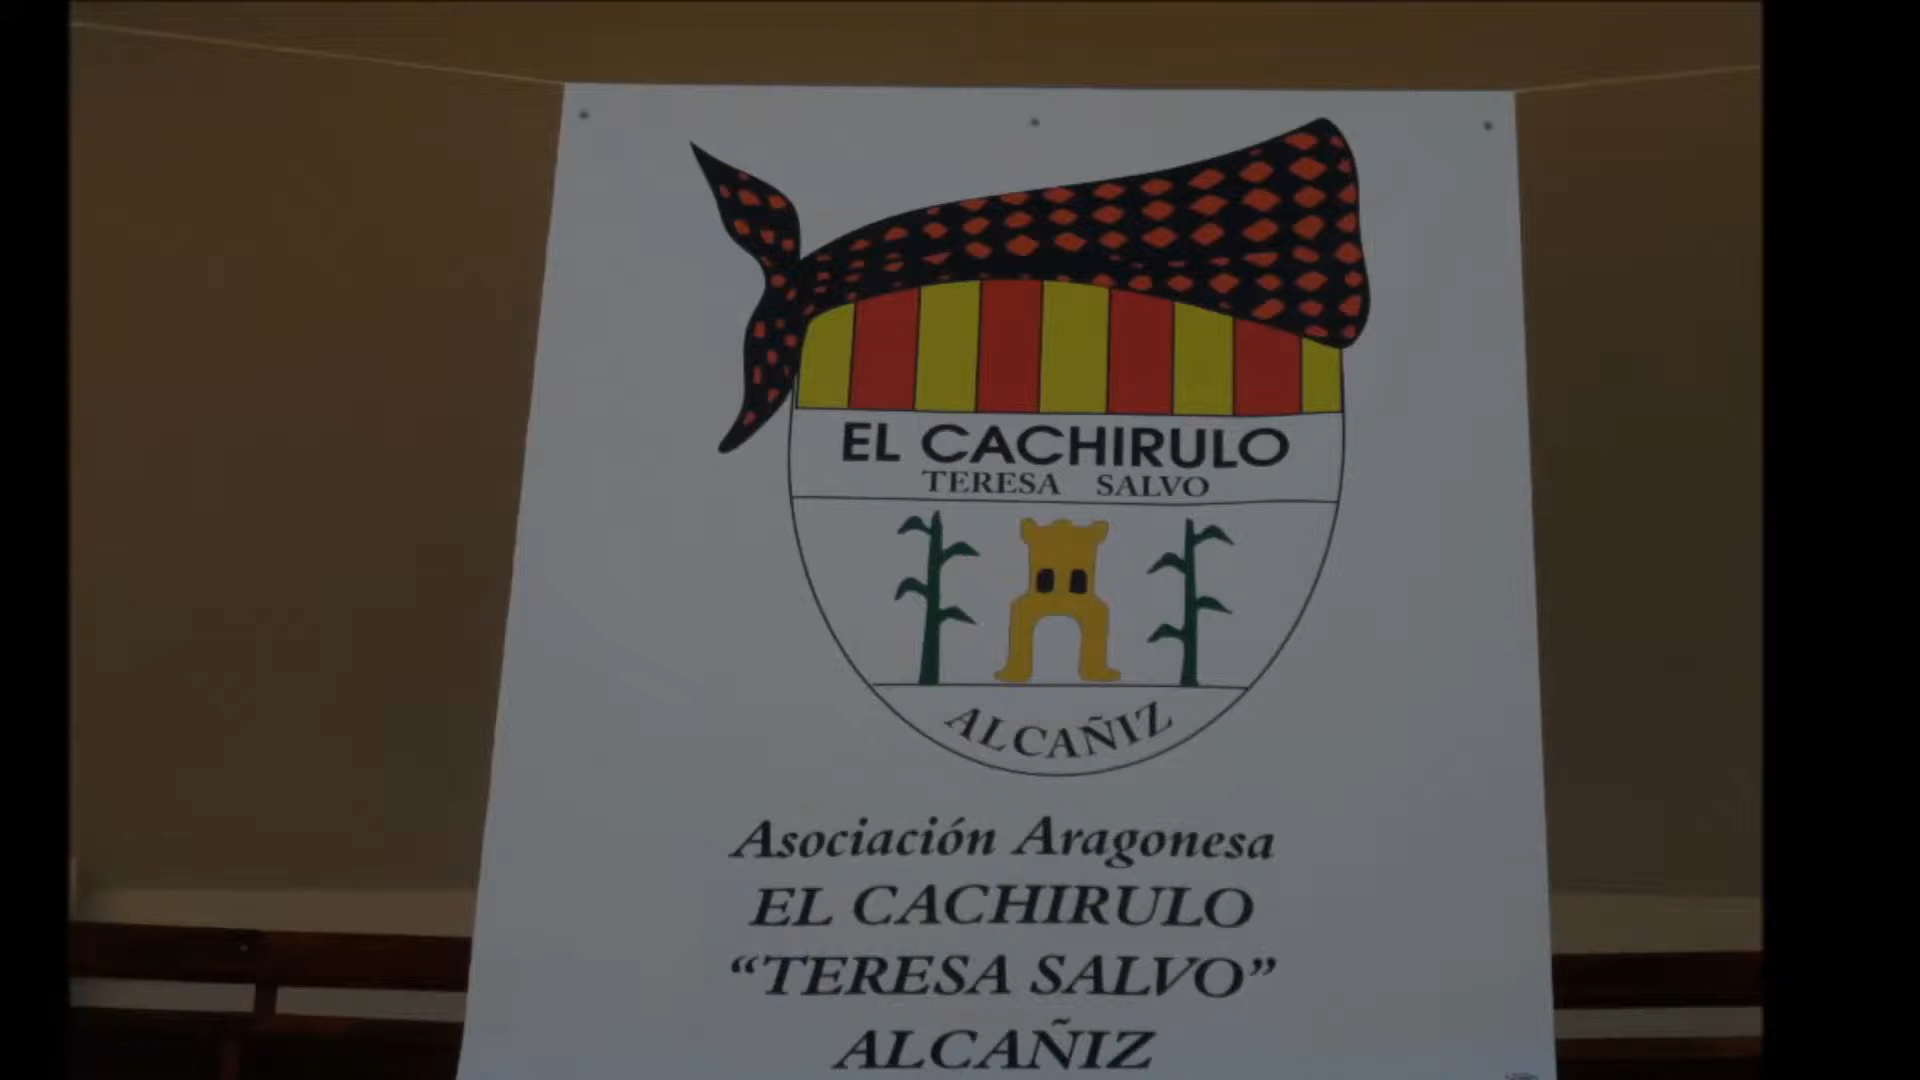 EL CACHIRULO
TERESA SALVO
ALCAÑIZ
Asociación Aragonesa
EL CACHIRULO
“TERESA SALVO”
ALCAÑIZ